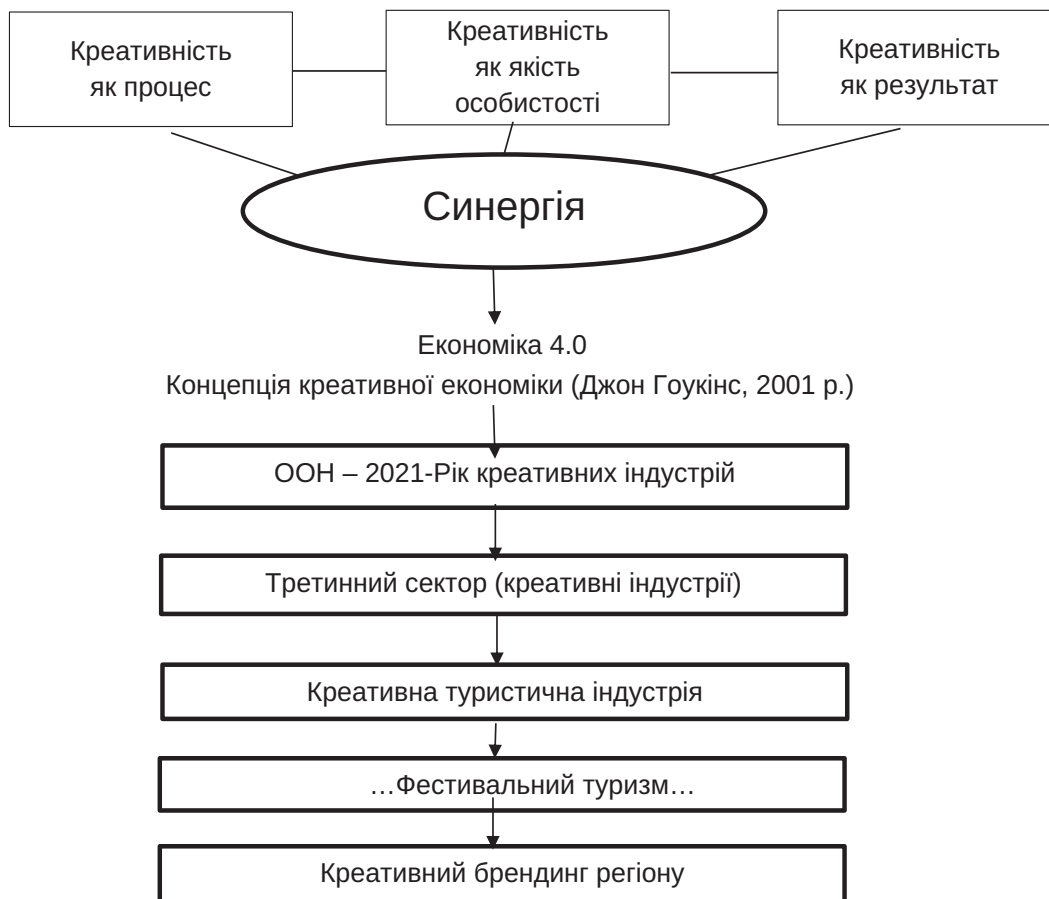 Креативність
як процес
Креативність
як якість
особистості
Креативність
як результат
Синергія
Економіка 4.0
Концепція креативної економіки (Джон Гоукінс, 2001 р.)
ООН – 2021-Рік креативних індустрій
Третинний сектор (креативні індустрії)
Креативна туристична індустрія
…Фестивальний туризм…
Креативний брендинг регіону